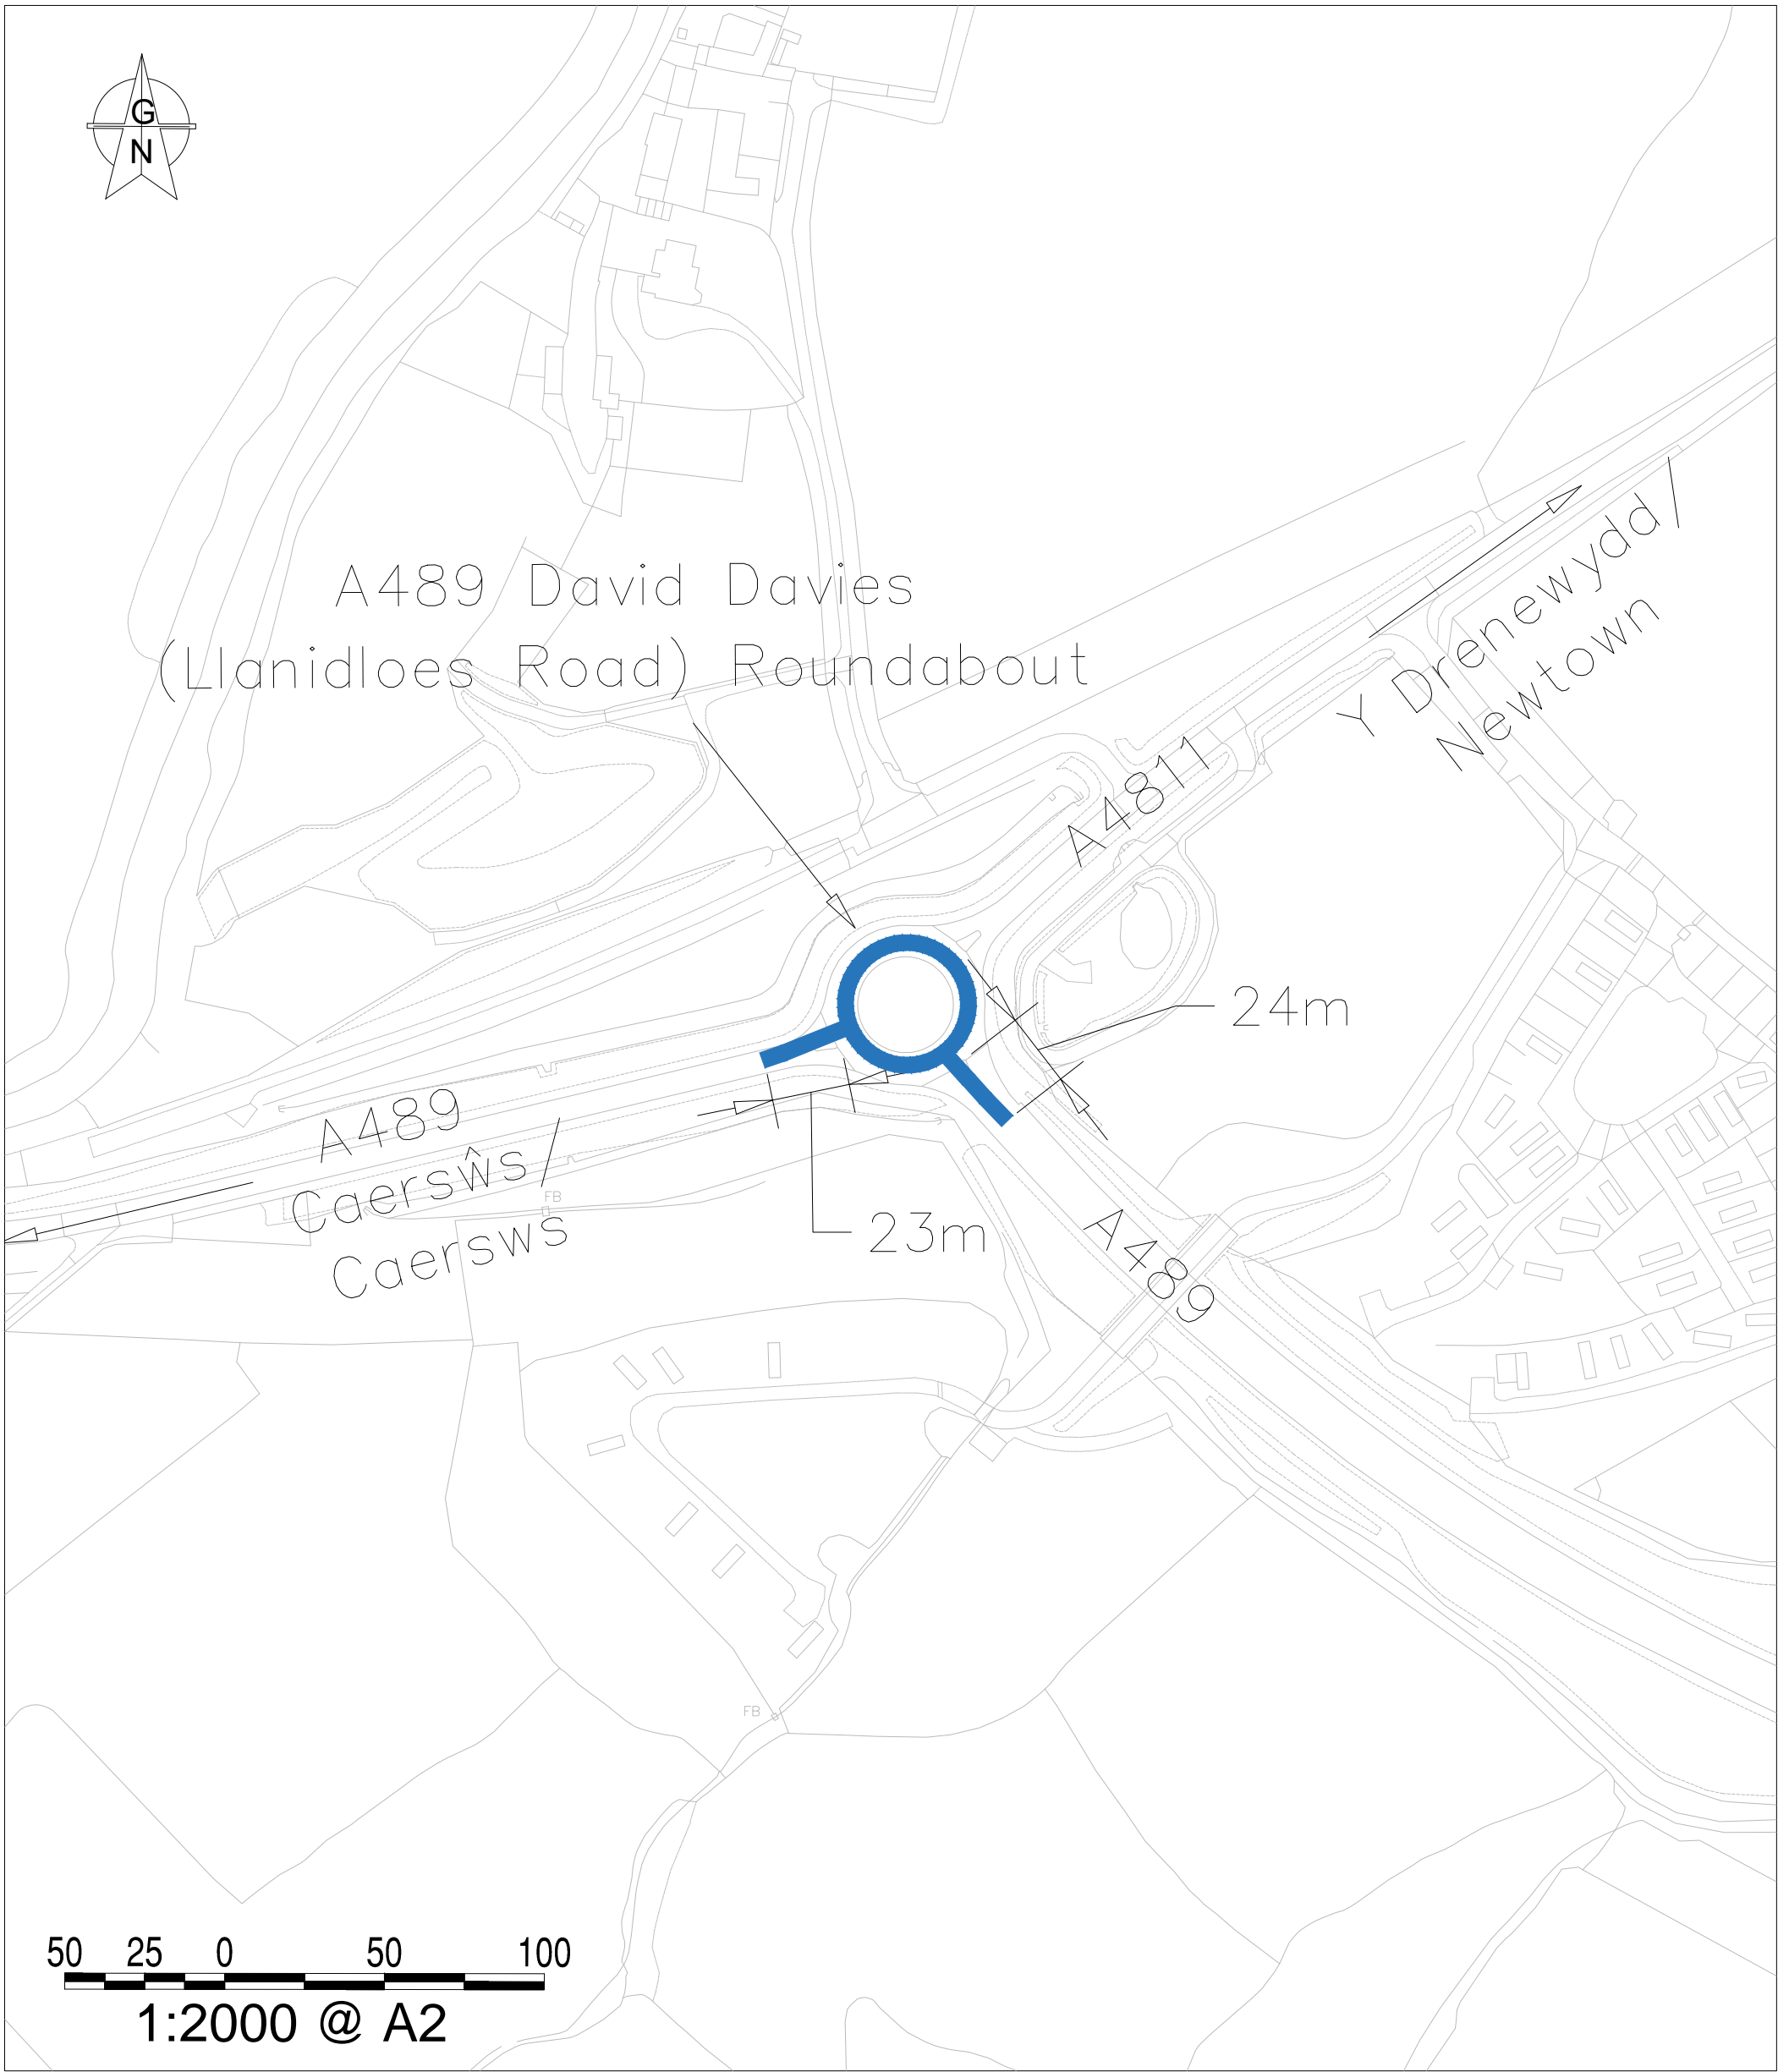 G
N
A489 David Davies
(Llanidloes Road) Roundabout
Y Drenewydd/
Newtown
A4811
24m
A489
Caersŵs /
Caersws
FB
23m
A489
FB
50 25 0 50 100
1:2000 @ A2